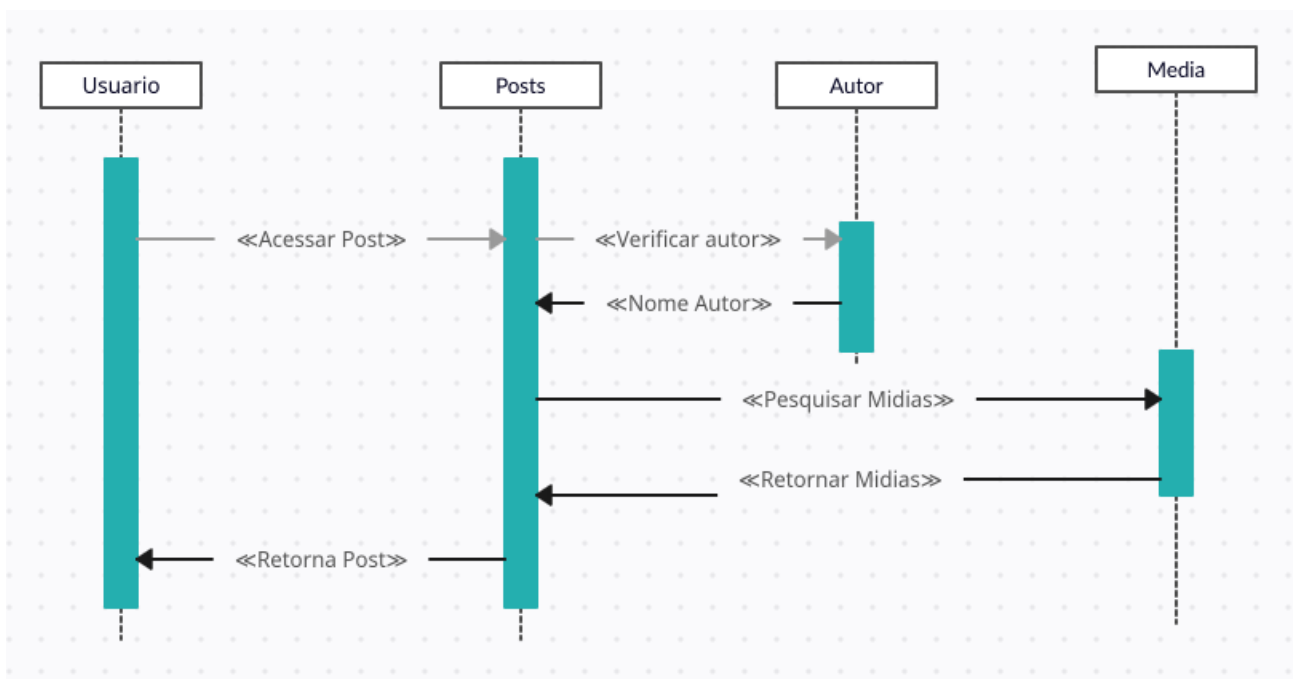 Usuario
Posts
Autor
Media
≪Acessar Post≫
≪Verificar autor≫
≪Nome Autor≫
≪Pesquisar Midias≫
≪Retornar Midias≫
≪Retorna Post≫